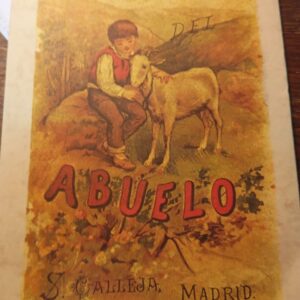 DEL
ABUELO
S. CALLEJA, MADRID.